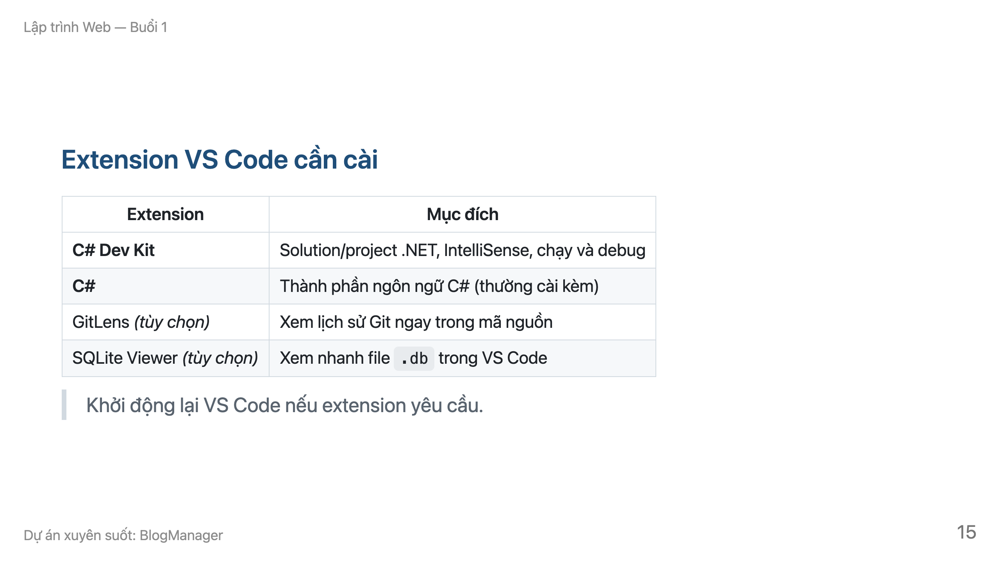 Lập trình Web — Buổi 1
Extension VS Code cần cài
Extension
Mục đích
C# Dev Kit
Solution/project .NET, IntelliSense, chạy và debug
C#
Thành phần ngôn ngữ C# (thường cài kèm)
GitLens (tùy chọn)
Xem lịch sử Git ngay trong mã nguồn
SQLite Viewer (tùy chọn)
Xem nhanh file .db trong VS Code
Khởi động lại VS Code nếu extension yêu cầu.
Dự án xuyên suốt: BlogManager
15